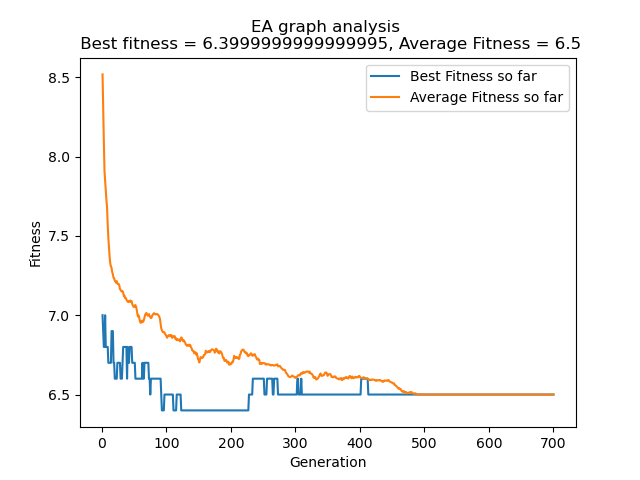 EA graph analysis
Best fitness = 6.3999999999999995, Average Fitness = 6.5
Best Fitness so far
Average Fitness so far
8.5
8.0
7.5
7.0
6.5
Fitness
0 100 200 300 400 500 600 700
Generation